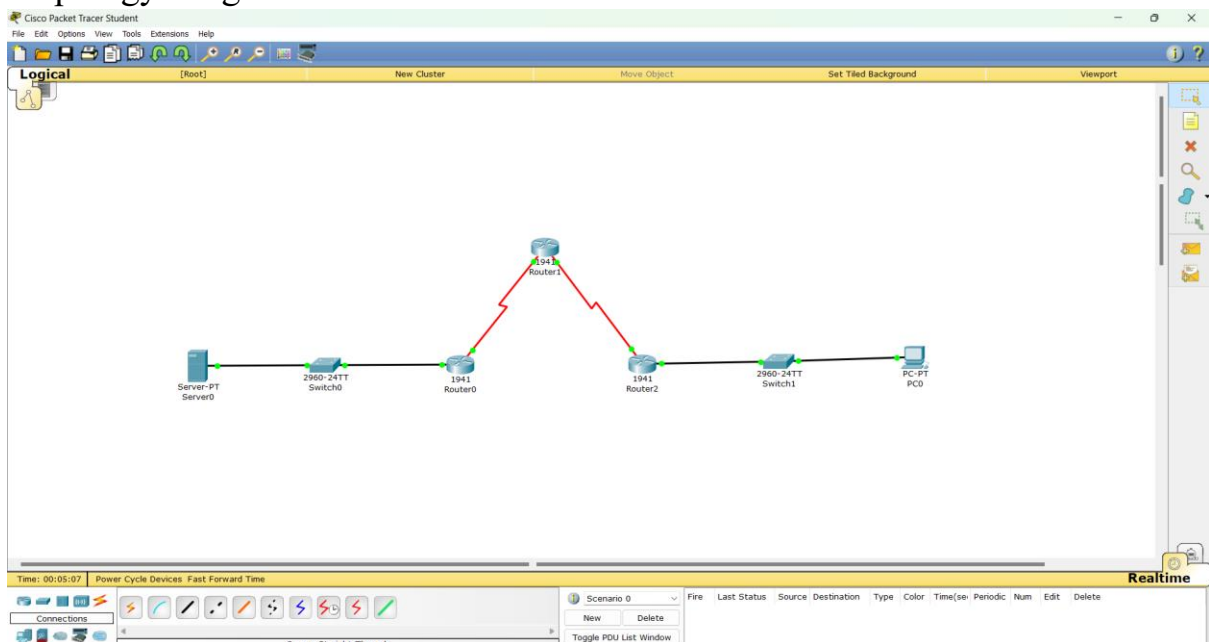 Cisco Packet Tracer Student
File Edit Options View Tools Extensions Help
Logical [Root] New Cluster Move Object Set Tiled Background Viewport
1941
Router1
Server-PT
Server0
2960-24TT
Switch0
1941
Router0
1941
Router2
2960-24TT
Switch1
PC-PT
PC0
Time: 00:05:07 Power Cycle Devices Fast Forward Time
Realtime
Connections
Scenario 0
New Delete
Toggle PDU List Window
Fire Last Status Source Destination Type Color Time(sec Periodic Num Edit Delete